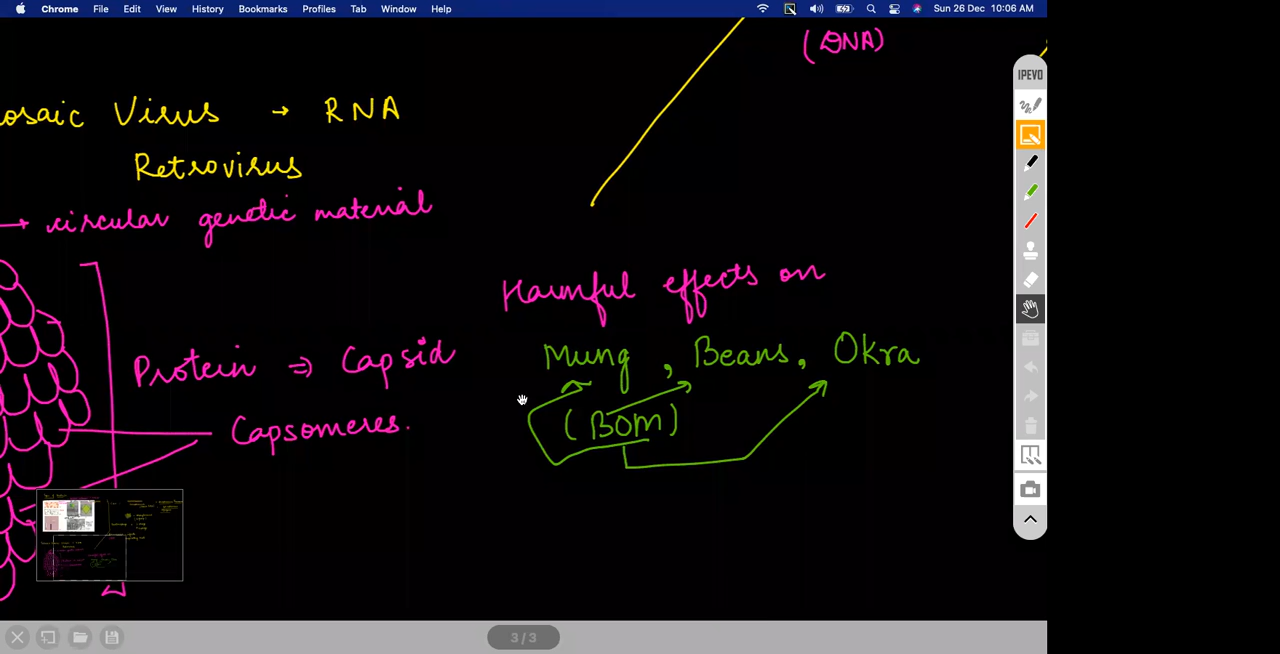 Chrome File Edit View History Bookmarks Profiles Tab Window Help Sun 26 Dec 10:06 AM
(DNA)
IPEVO
osaic Virus → RNA
Retrovirus
→ circular genetic material
Harmful effects on
Mung, Beans, Okra
(BOM)
Protein ⇒ Capsid
Capsomeres.
3/3